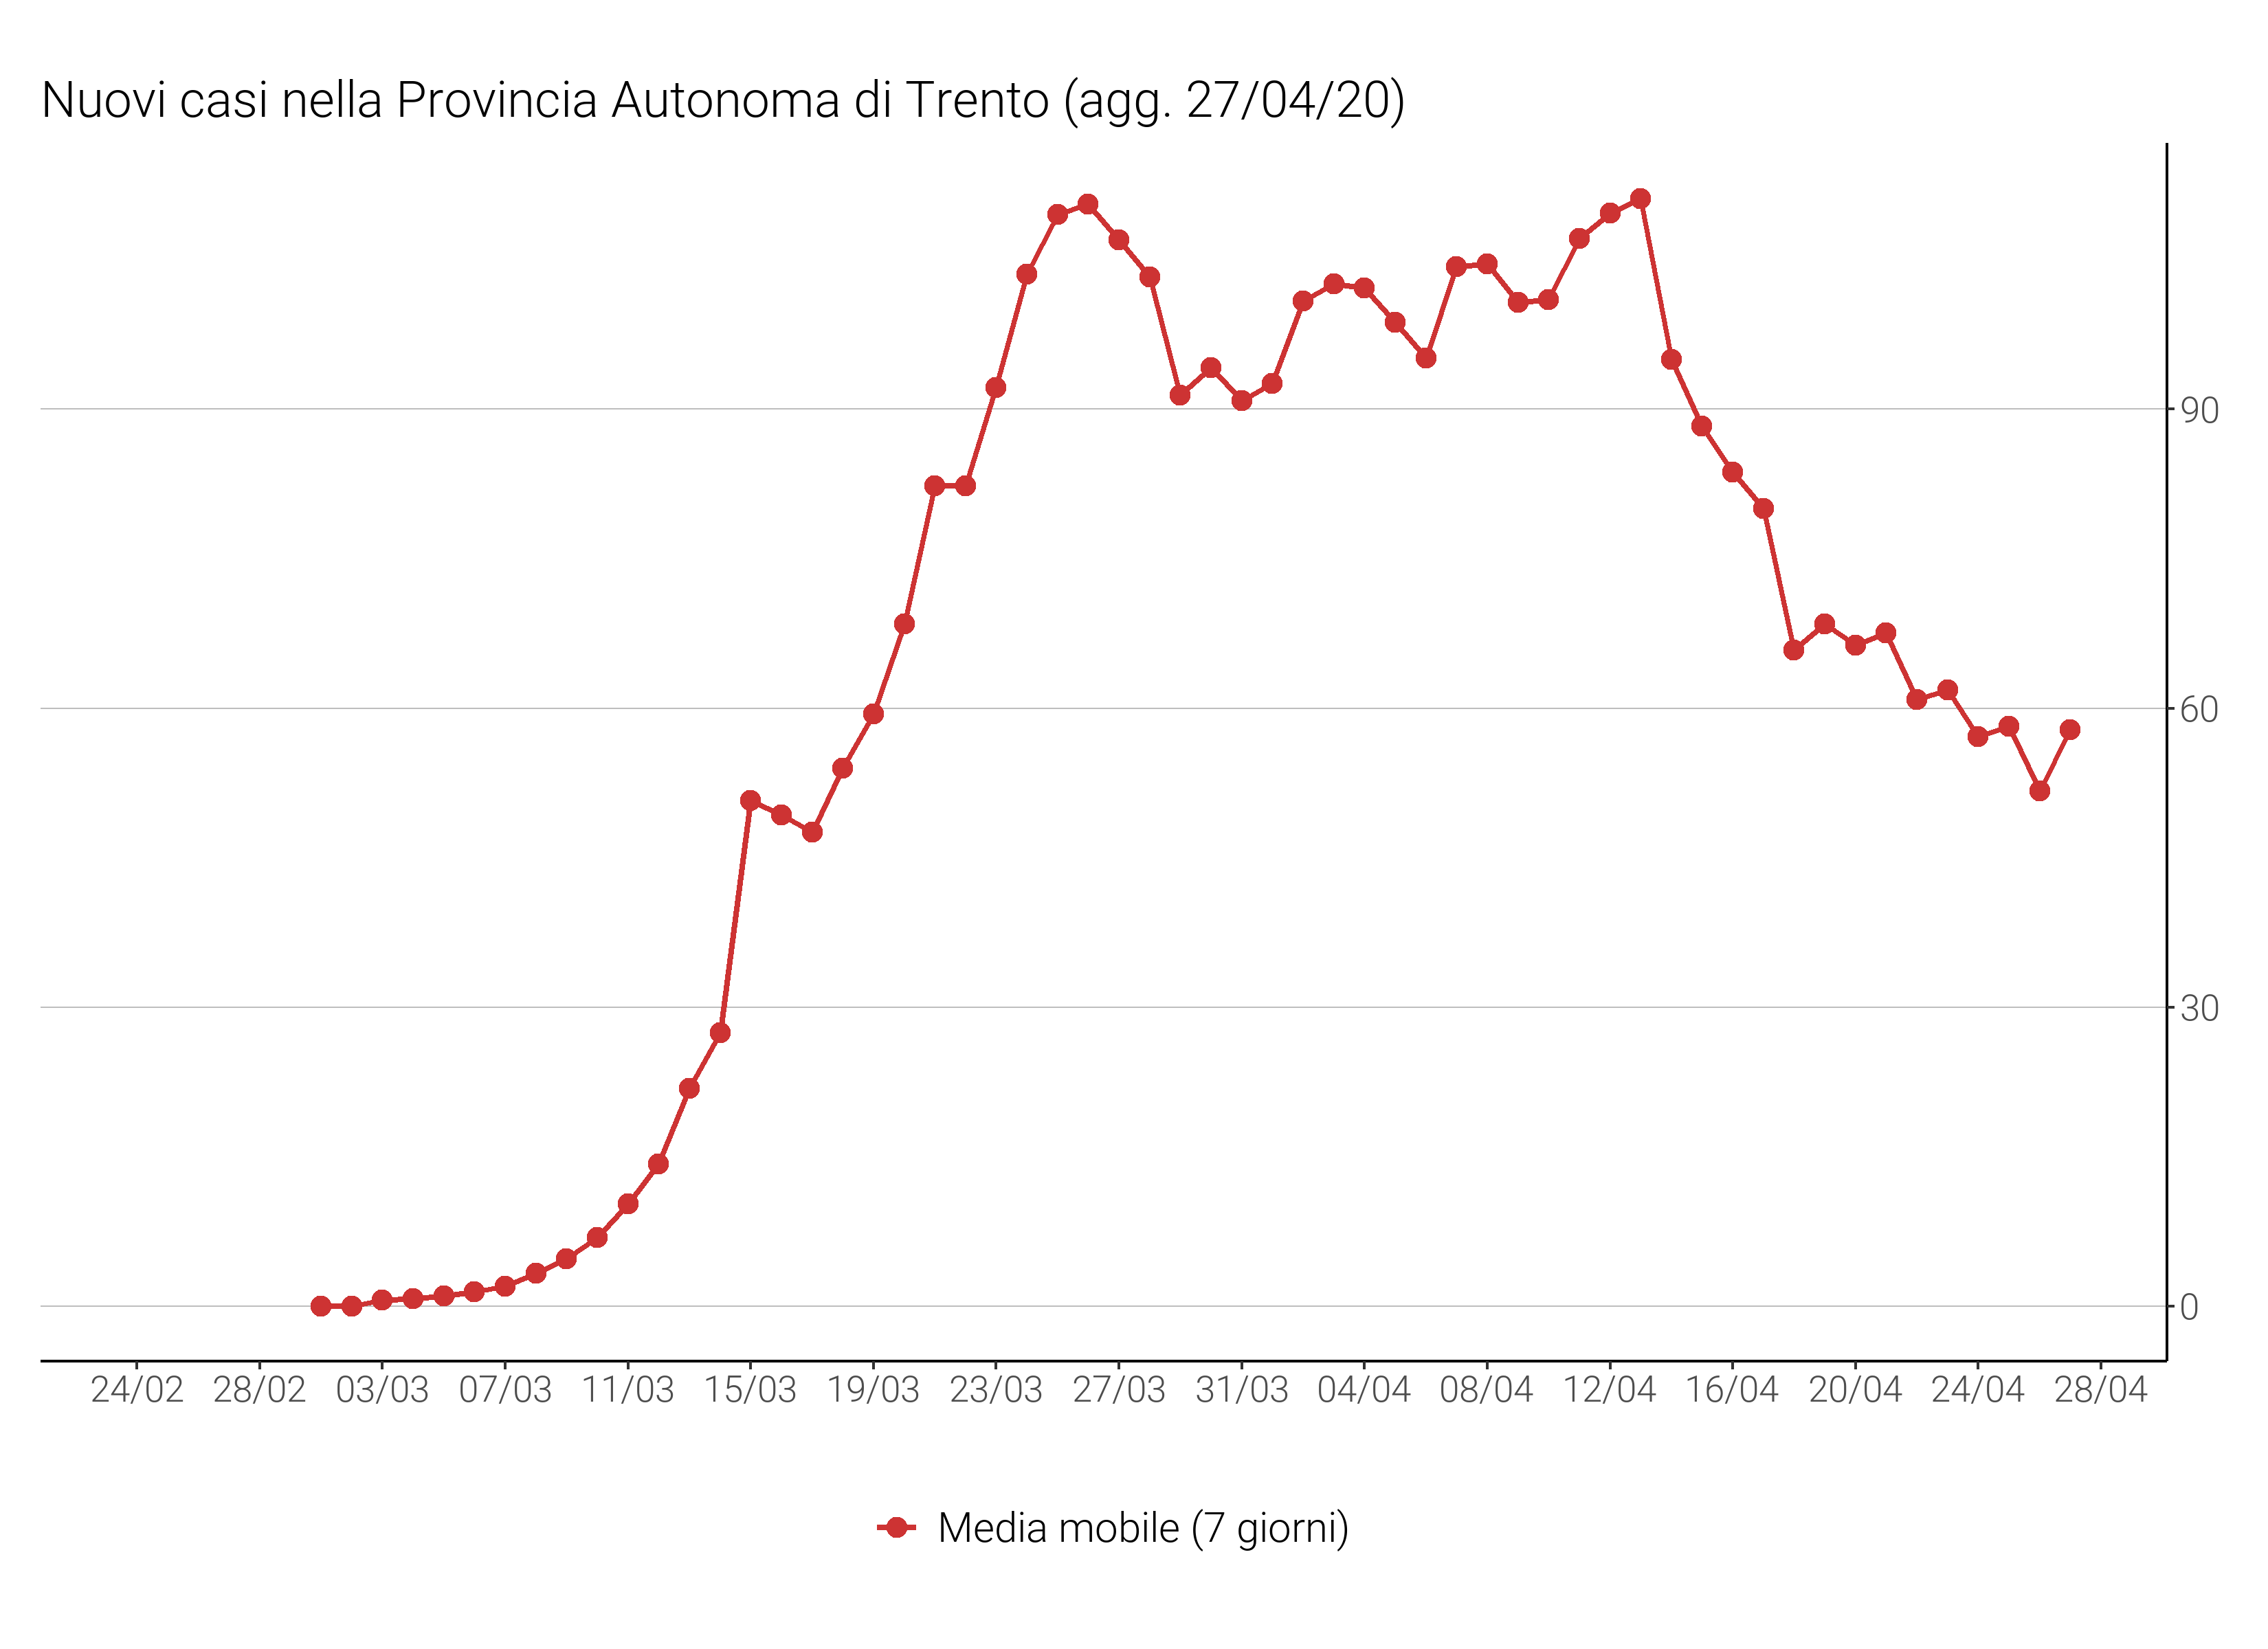 Nuovi casi nella Provincia Autonoma di Trento (agg. 27/04/20)
90
60
30
0
24/02 28/02 03/03 07/03 11/03 15/03 19/03 23/03 27/03 31/03 04/04 08/04 12/04 16/04 20/04 24/04 28/04
Media mobile (7 giorni)